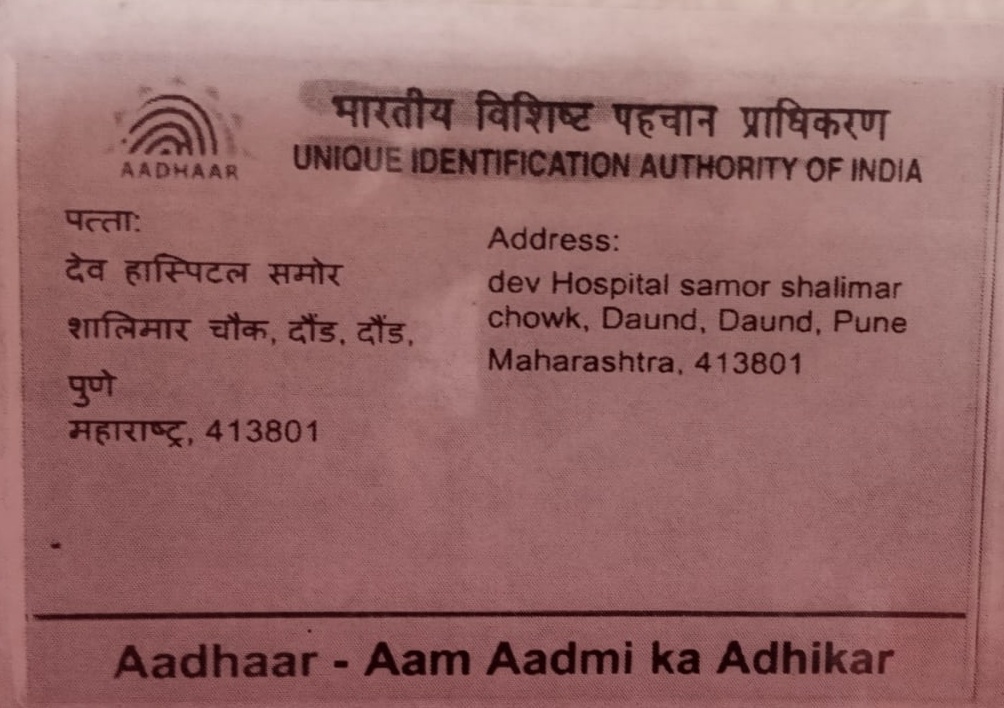 भारतीय विशिष्ट पहचान प्राधिकरण
AADHAAR
UNIQUE IDENTIFICATION AUTHORITY OF INDIA
पत्ता:
देव हास्पिटल समोर
शालिमार चौक, दौंड, दौंड,
पुणे
महाराष्ट्र, 413801
Address:
dev Hospital samor shalimar
chowk, Daund, Daund, Pune
Maharashtra, 413801
Aadhaar - Aam Aadmi ka Adhikar